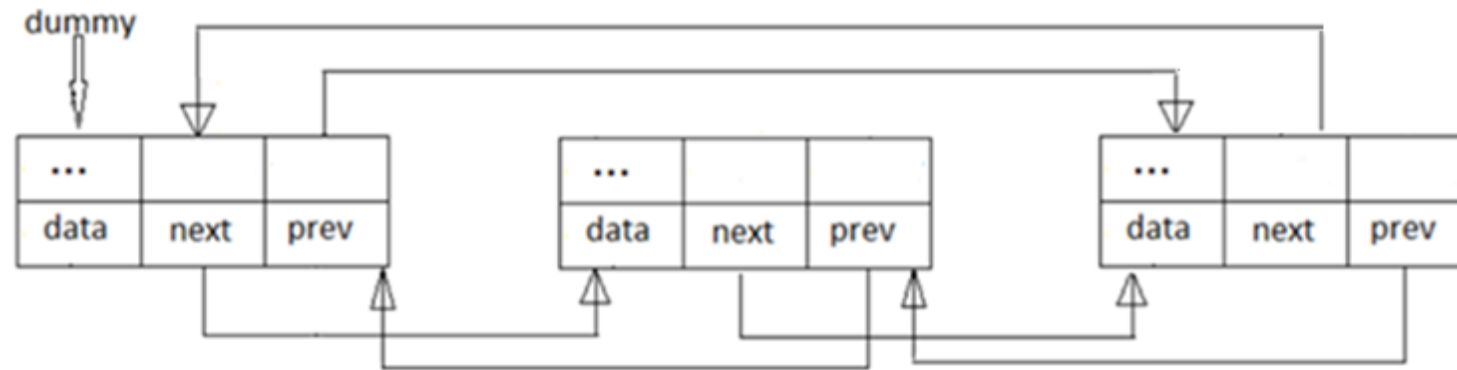 dummy
... ... ...
data next prev data next prev data next prev